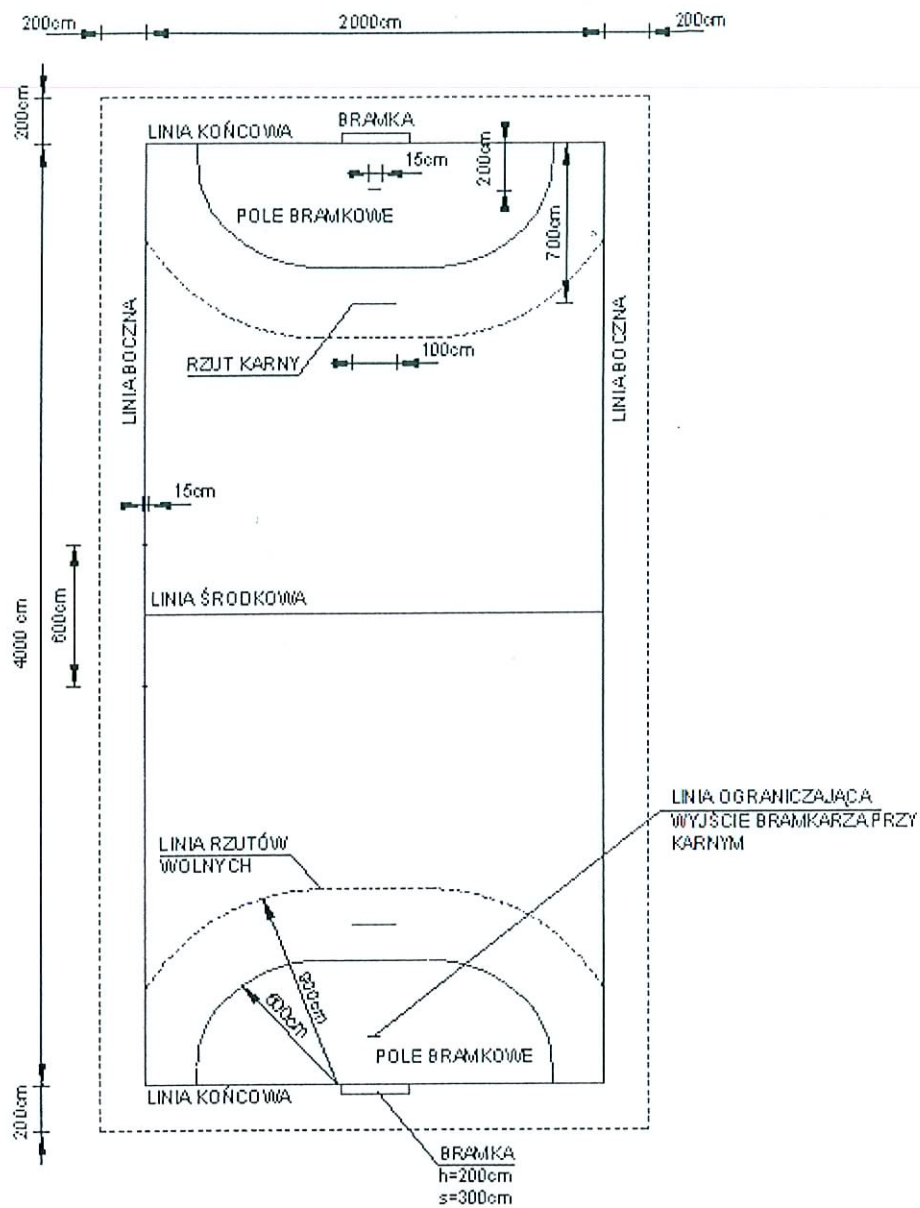 200cm
2000cm
200cm
200cm
LINIA KOŃCOWA
BRAMKA
15cm
200cm
POLE BRAMKOWE
700cm
LINIA BOCZNA
LINIA BOCZNA
RZUT KARNY
100cm
15cm
4000 cm
600cm
LINIA ŚRODKOWA
LINIA OGRANICZAJĄCA
WYJŚCIE BRAMKARZA PRZY
KARNYM
LINIA RZUTÓW
WOLNYCH
900cm
600cm
POLE BRAMKOWE
LINIA KOŃCOWA
200cm
BRAMKA
h=200cm
s=300cm